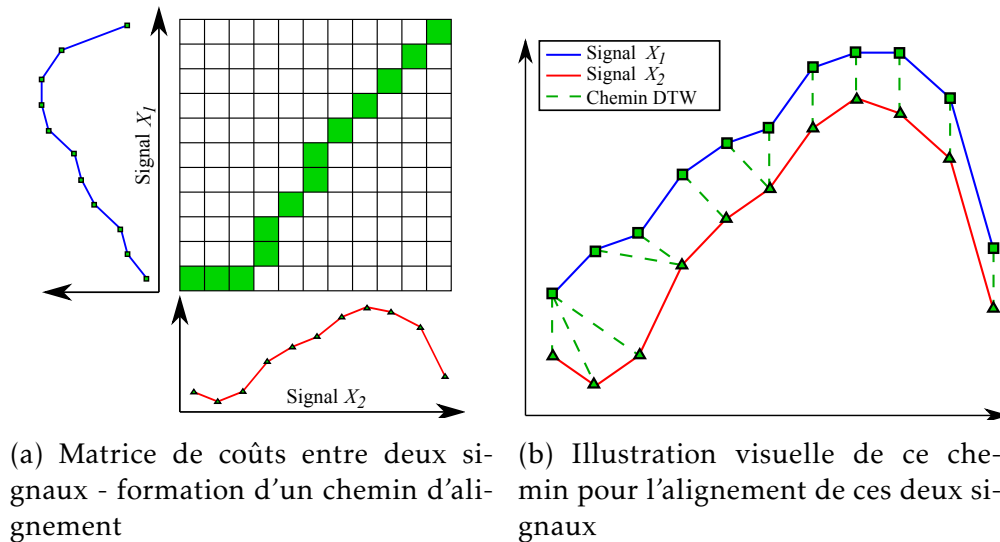 Signal X1
Signal X2
Signal X1
Signal X2
Chemin DTW
(a) Matrice de coûts entre deux si-
gnaux - formation d'un chemin d'ali-
gnement
(b) Illustration visuelle de ce che-
min pour l'alignement de ces deux si-
gnaux